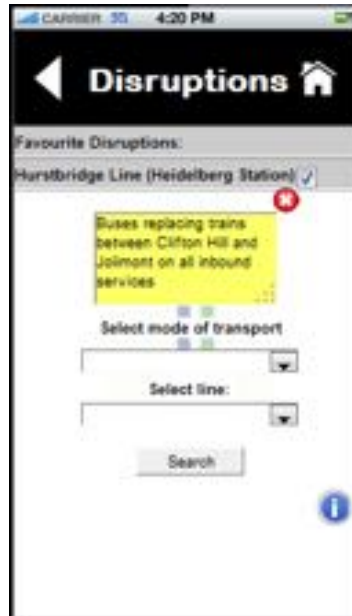 CARRIER 3G 4:20 PM
Disruptions
Favourite Disruptions:
Hurstbridge Line (Heidelberg Station)
Buses replacing trains
between Clifton Hill and
Jolimont on all inbound
services
Select mode of transport
Select line:
Search